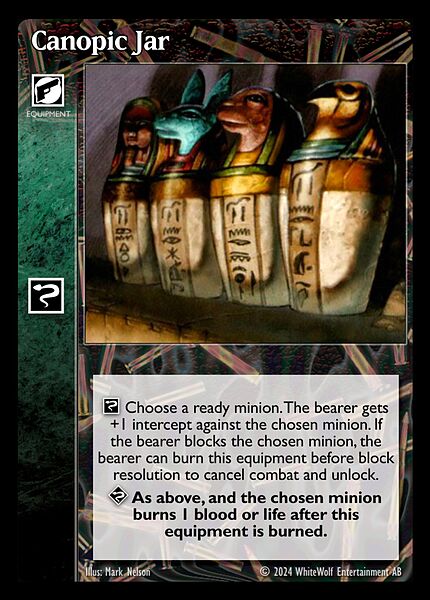 Canopic Jar
EQUIPMENT
Choose a ready minion. The bearer gets
+1 intercept against the chosen minion. If
the bearer blocks the chosen minion, the
bearer can burn this equipment before block
resolution to cancel combat and unlock.
As above, and the chosen minion
burns 1 blood or life after this
equipment is burned.
Illus: Mark Nelson © 2024 WhiteWolf Entertainment AB